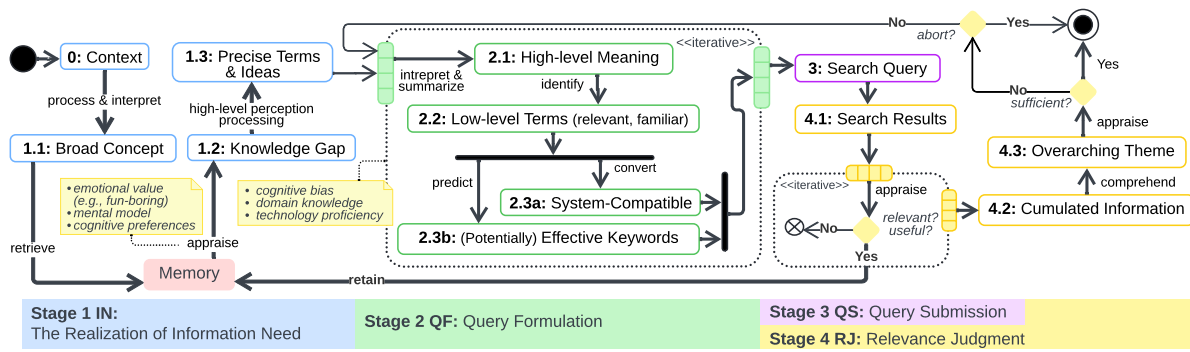 0: Context
process & interpret
1.1: Broad Concept
• emotional value
(e.g., fun-boring)
• mental model
• cognitive preferences
retrieve
Memory
appraise
1.2: Knowledge Gap
high-level perception
processing
1.3: Precise Terms
& Ideas
• cognitive bias
• domain knowledge
• technology proficiency
retain
<<iterative>>
intrepret &
summarize
2.1: High-level Meaning
identify
2.2: Low-level Terms (relevant, familiar)
predict
convert
2.3a: System-Compatible
2.3b: (Potentially) Effective Keywords
3: Search Query
4.1: Search Results
<<iterative>>
appraise
relevant?
useful?
No
Yes
4.2: Cumulated Information
comprehend
4.3: Overarching Theme
appraise
sufficient?
No
Yes
abort?
No
Yes
Stage 1 IN:
The Realization of Information Need
Stage 2 QF: Query Formulation
Stage 3 QS: Query Submission
Stage 4 RJ: Relevance Judgment